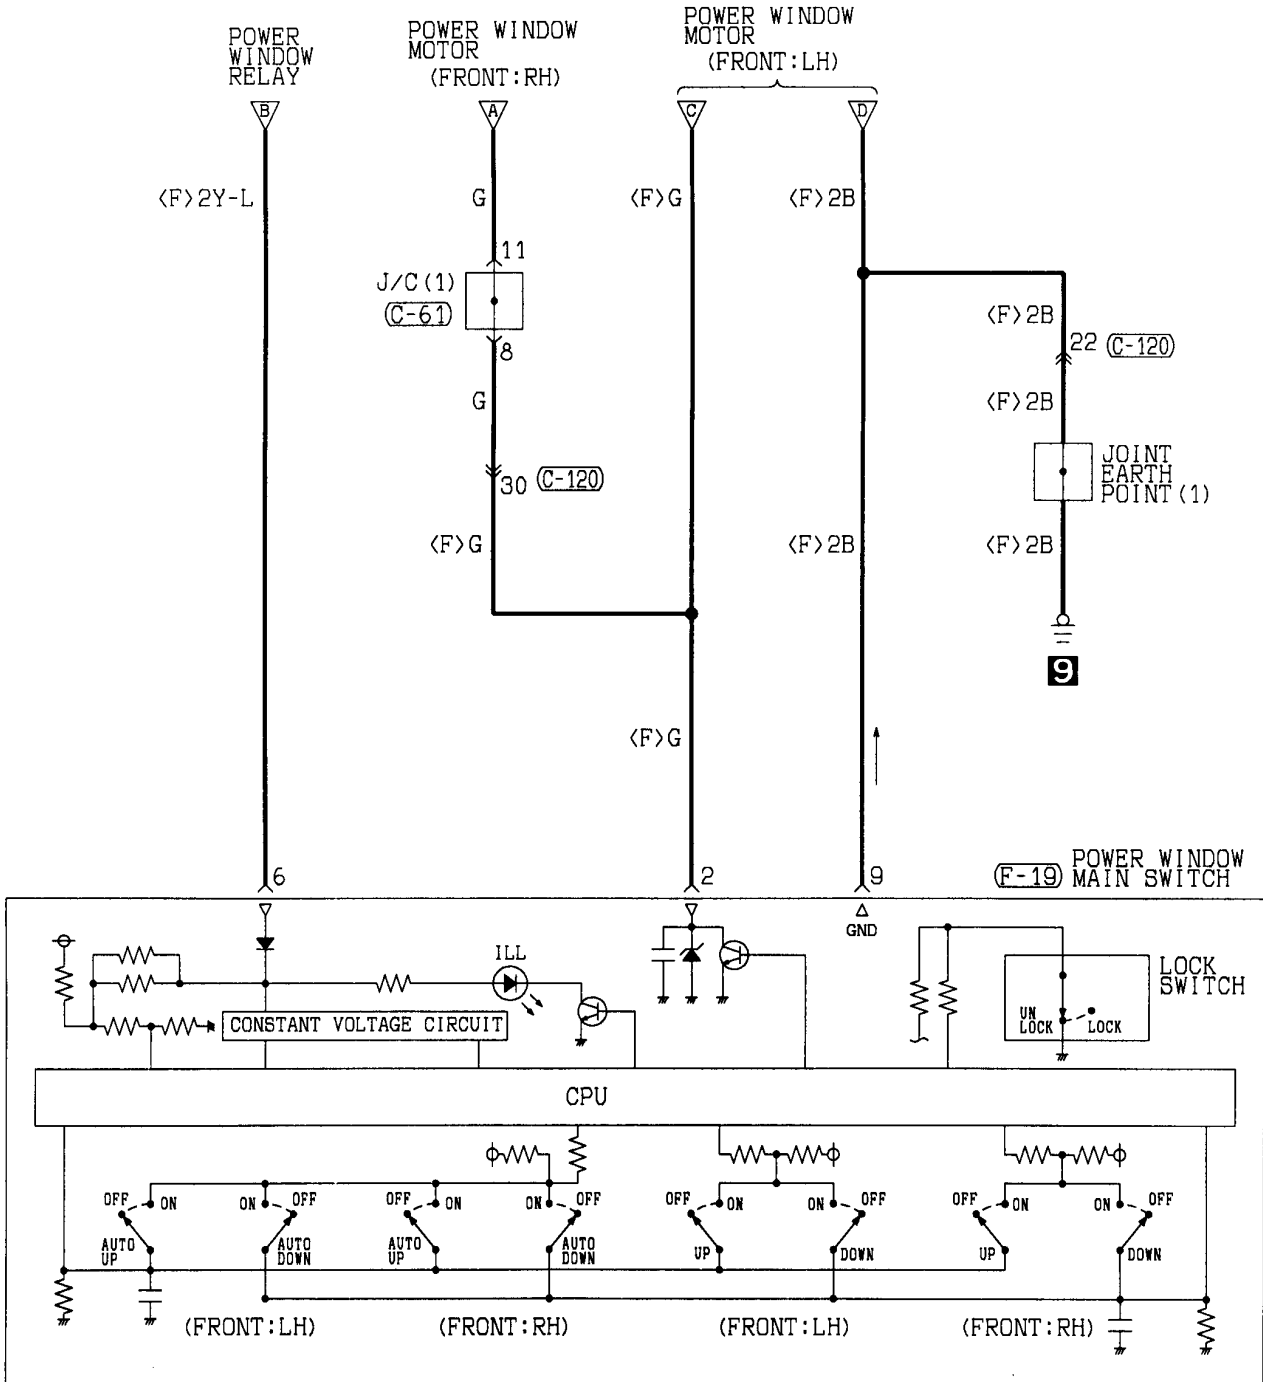 POWER
WINDOW
RELAY
POWER WINDOW
MOTOR
(FRONT:RH)
POWER WINDOW
MOTOR
(FRONT:LH)
B
A
C
D
<F>2Y-L
G
<F>G
<F>2B
11
J/C(1)
C-61
8
<F>2B
22
C-120
G
<F>2B
JOINT
EARTH
POINT(1)
30
C-120
<F>G
<F>2B
<F>2B
9
<F>G
6
2
9
F-19
POWER WINDOW
MAIN SWITCH
GND
ILL
LOCK
SWITCH
UN
LOCK
LOCK
CONSTANT VOLTAGE CIRCUIT
CPU
OFF
ON
ON
OFF
OFF
ON
ON
OFF
OFF
ON
ON
OFF
OFF
ON
ON
OFF
AUTO
UP
AUTO
DOWN
AUTO
UP
AUTO
DOWN
UP
DOWN
UP
DOWN
(FRONT:LH)
(FRONT:RH)
(FRONT:LH)
(FRONT:RH)